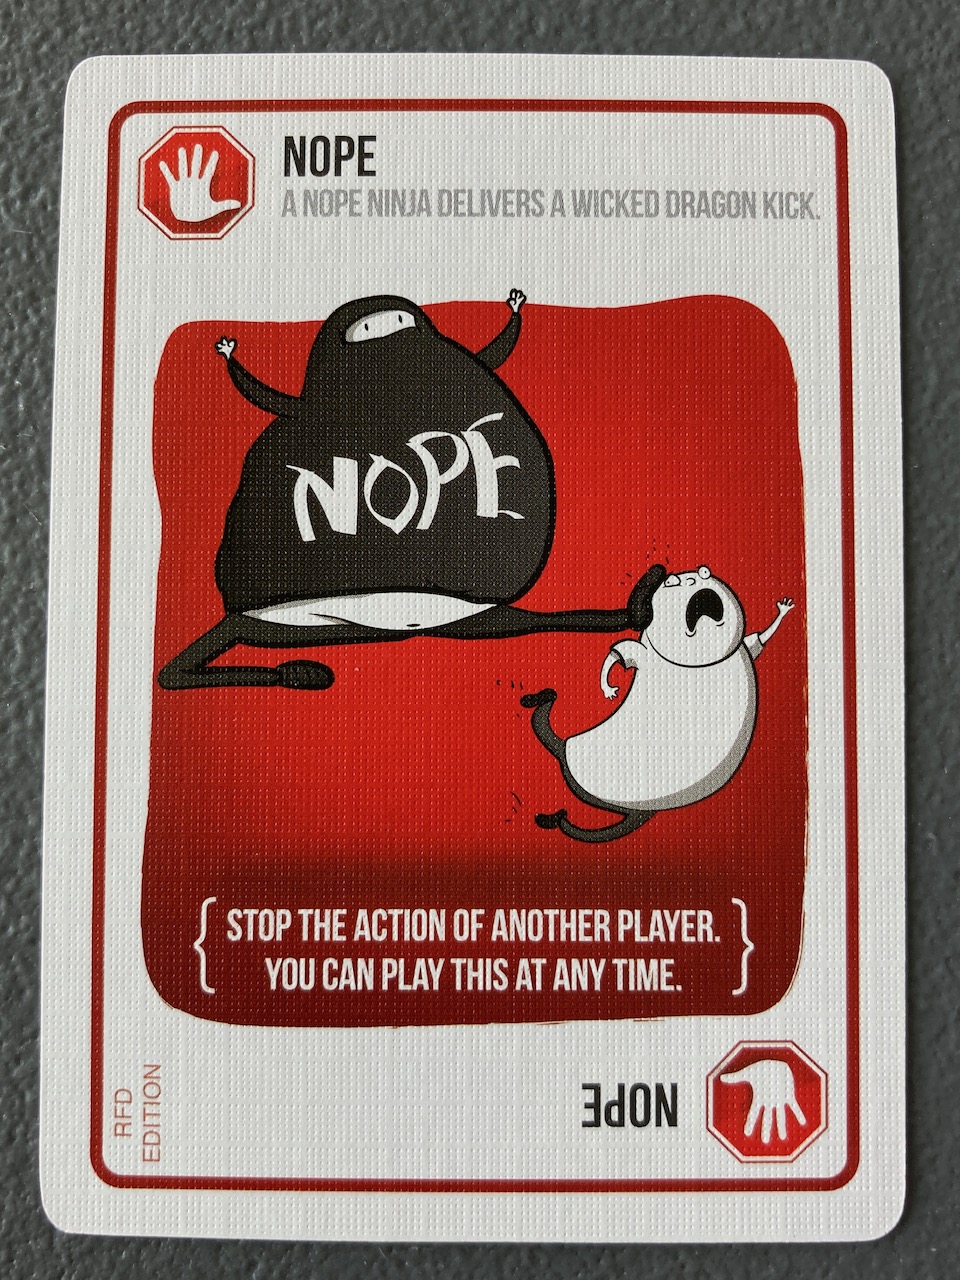 NOPE
A NOPE NINJA DELIVERS A WICKED DRAGON KICK.
NOPE
STOP THE ACTION OF ANOTHER PLAYER.
YOU CAN PLAY THIS AT ANY TIME.
RFD
EDITION
NOPE